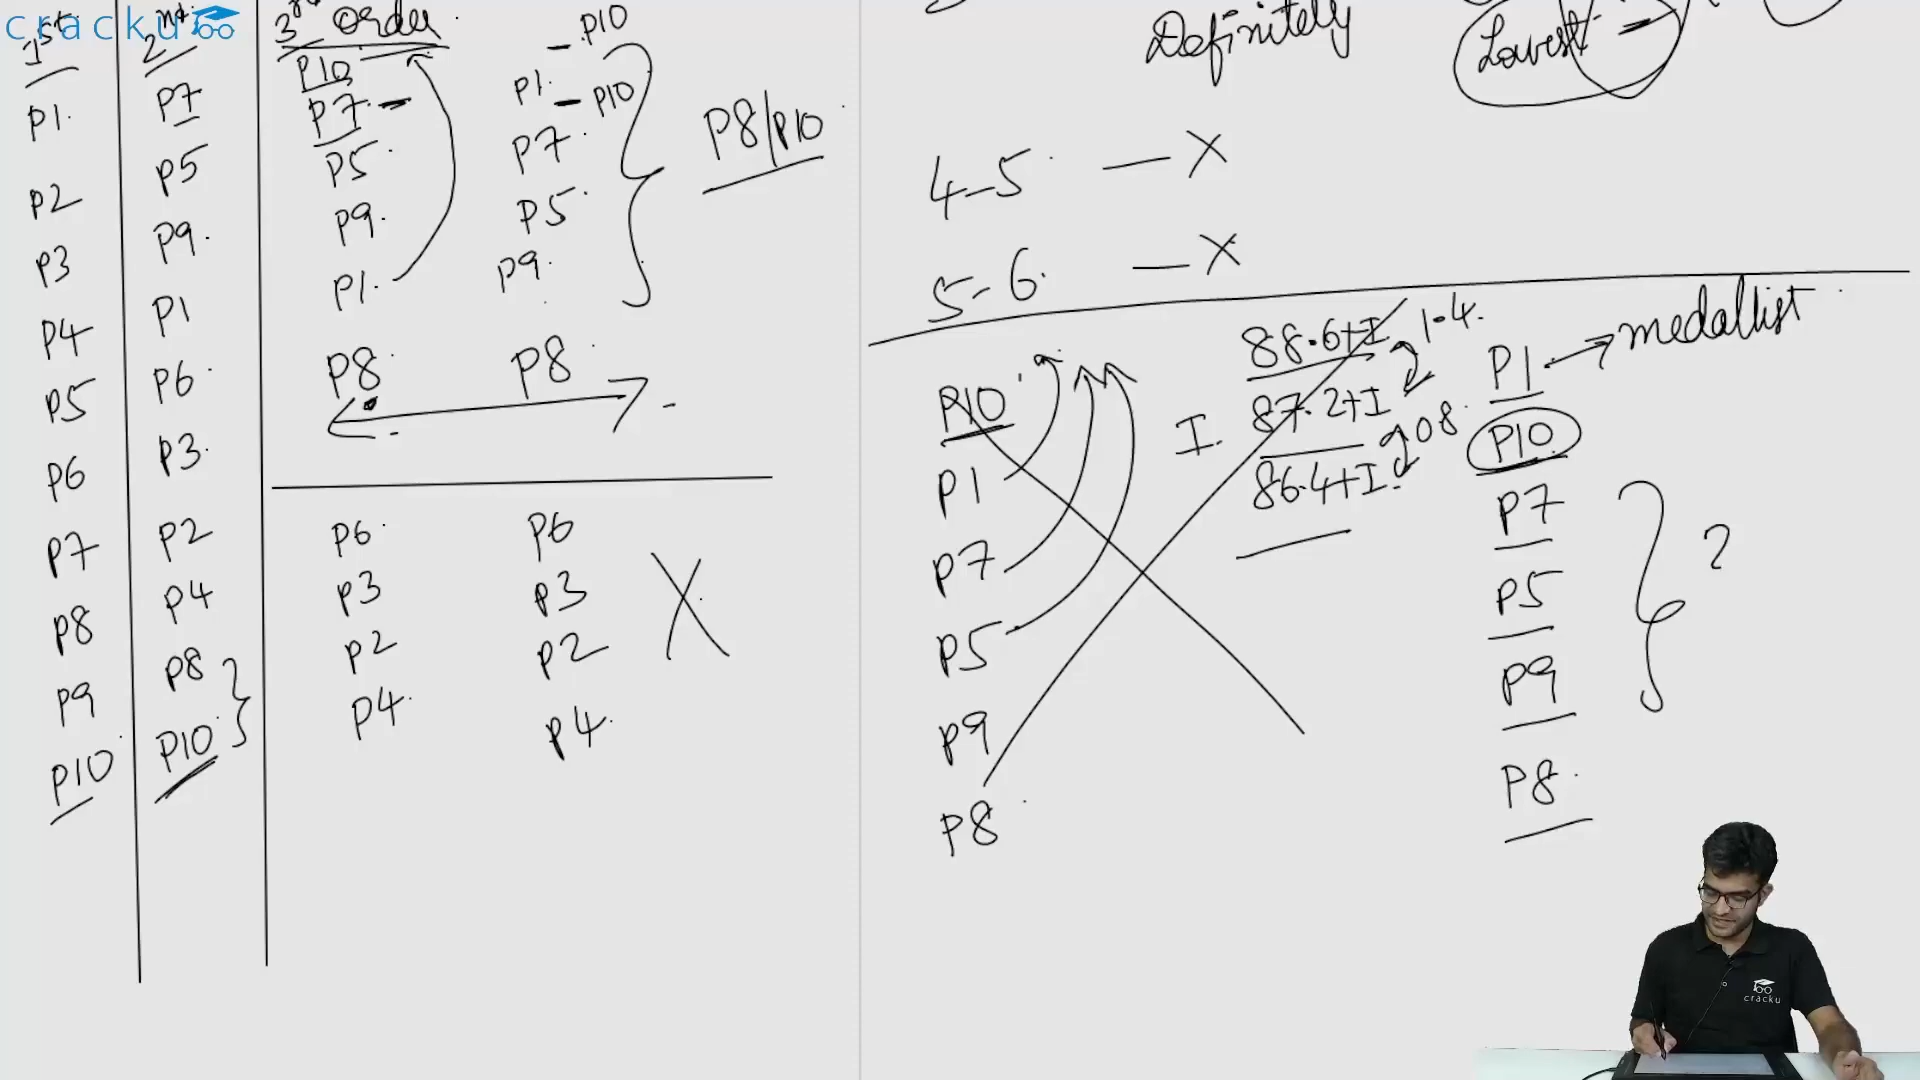 cracku
1st
P1
P2
P3
P4
P5
P6
P7
P8
P9
P10
2nd
P7
P5
P9
P1
P6
P3
P2
P4
P8
P10
3rd Order
P10
P7
P5
P9
P1
P8
P6
P3
P2
P4
P10
P1
P10
P7
P5
P9
P8
P6
P3
P2
P4
P8/P10
Definitely
Lowest
4-5 — X
5-6 — X
P10
P1
P7
P5
P9
P8
I
88.6+I
1.4
87.2+I
0.8
86.4+I
P1 → medallist
P10
P7
P5
P9
P8
?
cracku